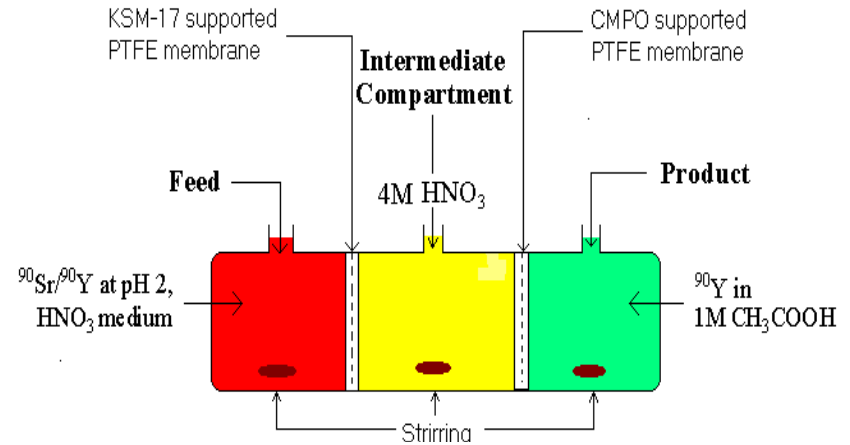 KSM-17 supported
PTFE membrane
CMPO supported
PTFE membrane
Intermediate
Compartment
Feed
4M HNO₃
Product
⁹⁰Sr/⁹⁰Y at pH 2,
HNO₃ medium
⁹⁰Y in
1M CH₃COOH
Strirring